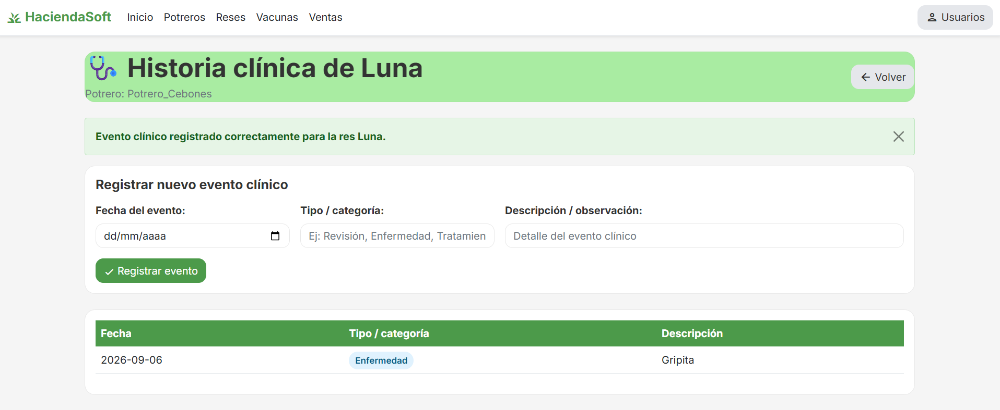 HaciendaSoft Inicio Potreros Reses Vacunas Ventas Usuarios
Historia clínica de Luna
Volver
Potrero: Potrero_Cebones
Evento clínico registrado correctamente para la res Luna.
Registrar nuevo evento clínico
Fecha del evento: Tipo / categoría: Descripción / observación:
dd/mm/aaaa Ej: Revisión, Enfermedad, Tratamien Detalle del evento clínico
Registrar evento
Fecha Tipo / categoría Descripción
2026-09-06 Enfermedad Gripita